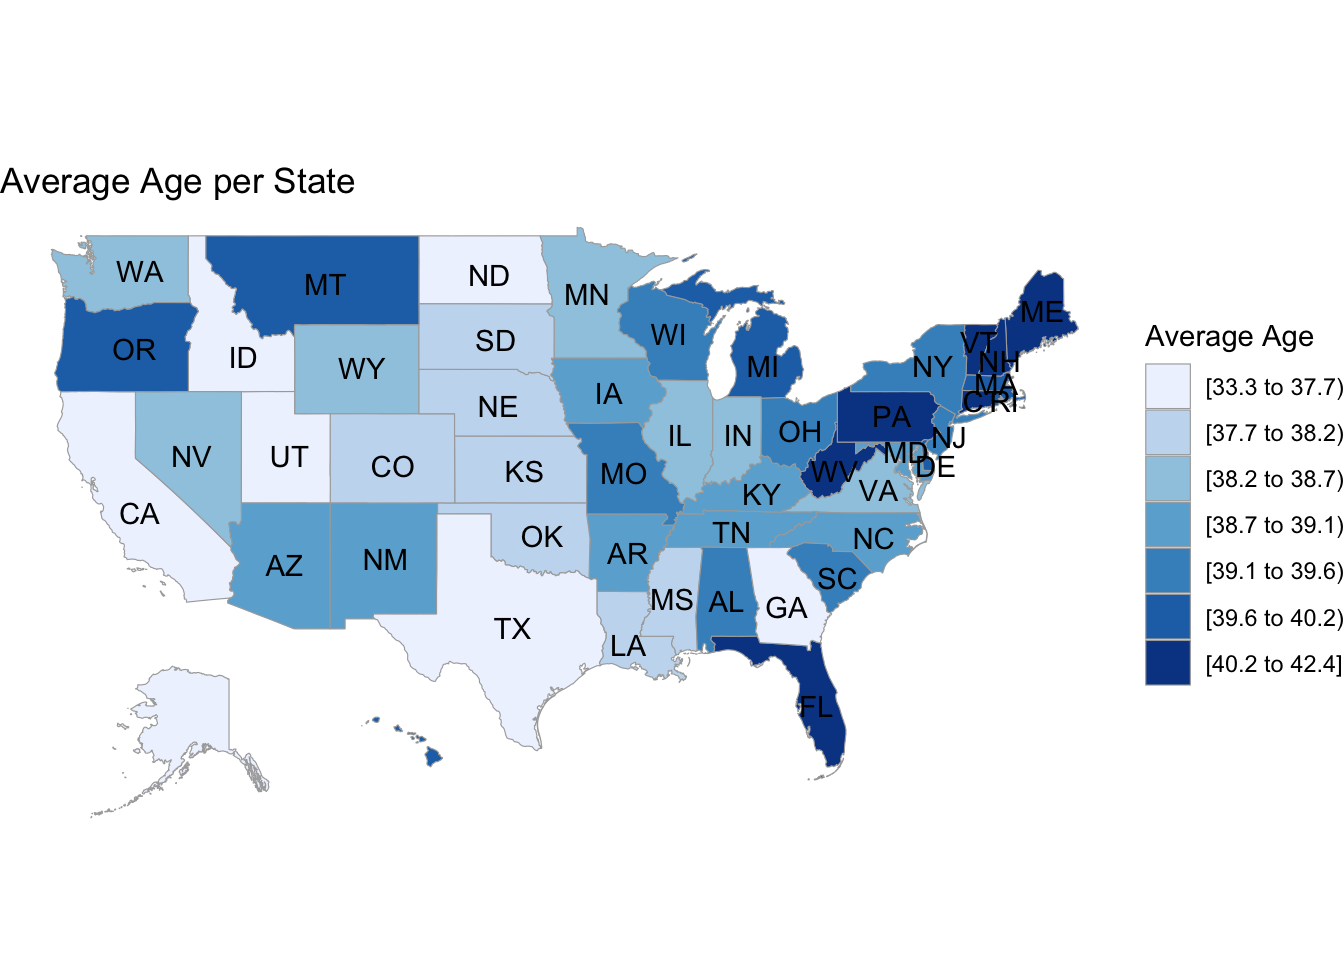 Average Age per State
WA
MT
ND
MN
ME
OR
ID
WY
SD
WI
MI
NY
VT
NH
MA
CT
RI
IA
NE
NV
UT
CO
KS
MO
IL
IN
OH
PA
NJ
MD
DE
WV
VA
KY
CA
AZ
NM
OK
AR
TN
NC
SC
TX
LA
MS
AL
GA
FL
Average Age
[33.3 to 37.7)
[37.7 to 38.2)
[38.2 to 38.7)
[38.7 to 39.1)
[39.1 to 39.6)
[39.6 to 40.2)
[40.2 to 42.4]